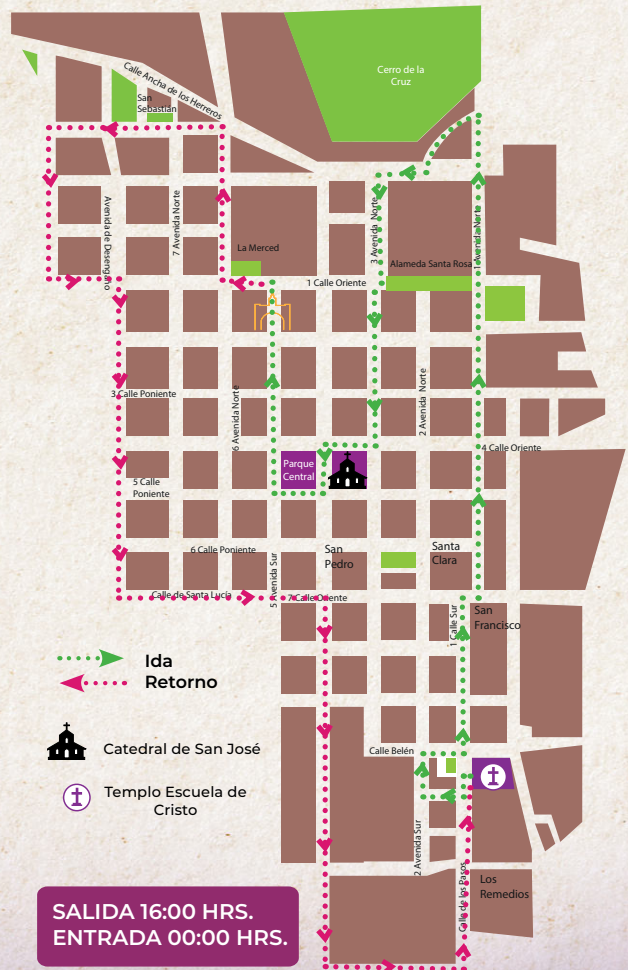 Cerro de la
Cruz
Calle Ancha de los Herreros
San
Sebastián
Avenida de Desengaño
7 Avenida Norte
La Merced
3 Avenida Norte
1 Avenida Norte
Alameda Santa Rosa
1 Calle Oriente
3 Calle Poniente
6 Avenida Norte
2 Avenida Norte
4 Calle Oriente
Parque
Central
5 Calle
Poniente
6 Calle Poniente
San
Pedro
Santa
Clara
5 Avenida Sur
Calle de Santa Lucía
7 Calle Oriente
1 Calle Sur
San
Francisco
Ida
Retorno
Catedral de San José
Templo Escuela de
Cristo
Calle Belén
2 Avenida Sur
Calle de los Pasos
Los
Remedios
SALIDA 16:00 HRS.
ENTRADA 00:00 HRS.